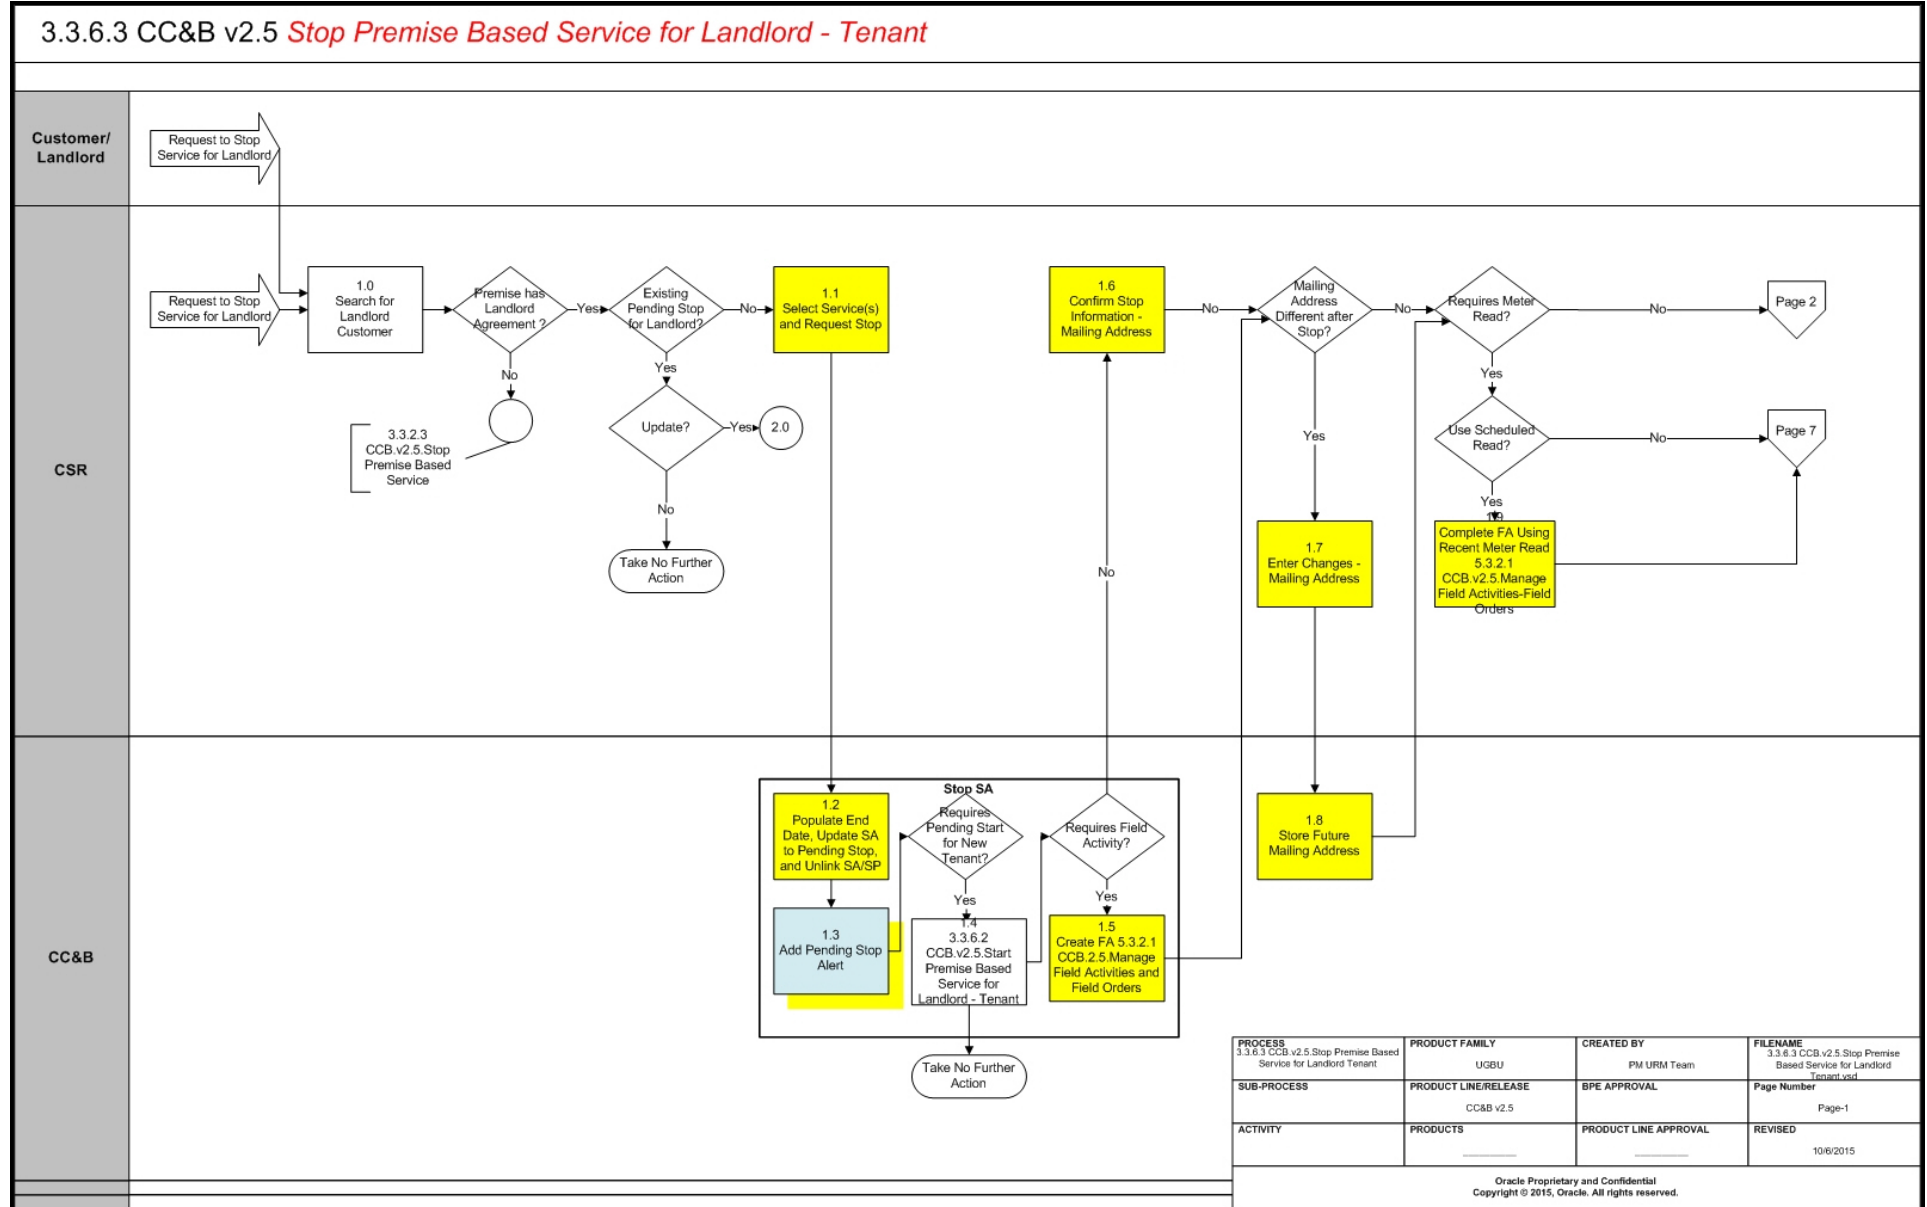 3.3.6.3 CC&B v2.5 Stop Premise Based Service for Landlord - Tenant
Customer/
Landlord
Request to Stop
Service for Landlord
CSR
Request to Stop
Service for Landlord
1.0
Search for
Landlord
Customer
Premise has
Landlord
Agreement ?
Yes
No
3.3.2.3
CCB.v2.5.Stop
Premise Based
Service
Existing
Pending Stop
for Landlord?
No
Yes
Update?
Yes
2.0
No
Take No Further
Action
1.1
Select Service(s)
and Request Stop
1.6
Confirm Stop
Information -
Mailing Address
No
No
Mailing
Address
Different after
Stop?
No
Yes
1.7
Enter Changes -
Mailing Address
Requires Meter
Read?
No
Page 2
Yes
Use Scheduled
Read?
No
Page 7
Yes
1.9
Complete FA Using
Recent Meter Read
5.3.2.1
CCB.v2.5.Manage
Field Activities-Field
Orders
CC&B
Stop SA
1.2
Populate End
Date, Update SA
to Pending Stop,
and Unlink SA/SP
1.3
Add Pending Stop
Alert
Requires
Pending Start
for New
Tenant?
Yes
1.4
3.3.6.2
CCB.v2.5.Start
Premise Based
Service for
Landlord - Tenant
Take No Further
Action
Requires Field
Activity?
Yes
1.5
Create FA 5.3.2.1
CCB.2.5.Manage
Field Activities and
Field Orders
1.8
Store Future
Mailing Address
PROCESS
3.3.6.3 CCB.v2.5.Stop Premise Based
Service for Landlord Tenant
PRODUCT FAMILY
UGBU
CREATED BY
PM URM Team
FILENAME
3.3.6.3 CCB.v2.5.Stop Premise
Based Service for Landlord
Tenant.vsd
SUB-PROCESS
PRODUCT LINE/RELEASE
CC&B v2.5
BPE APPROVAL
Page Number
Page-1
ACTIVITY
PRODUCTS
PRODUCT LINE APPROVAL
REVISED
10/6/2015
Oracle Proprietary and Confidential
Copyright © 2015, Oracle. All rights reserved.